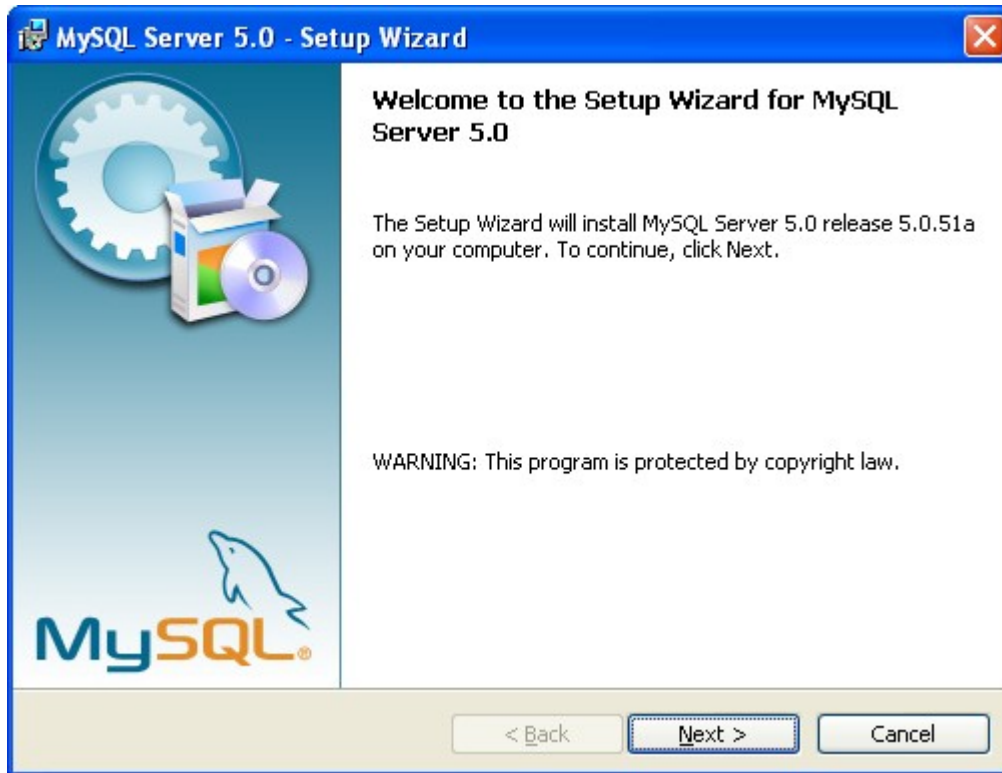 MySQL Server 5.0 - Setup Wizard
Welcome to the Setup Wizard for MySQL
Server 5.0
The Setup Wizard will install MySQL Server 5.0 release 5.0.51a
on your computer. To continue, click Next.
WARNING: This program is protected by copyright law.
MySQL®
< Back
Next >
Cancel